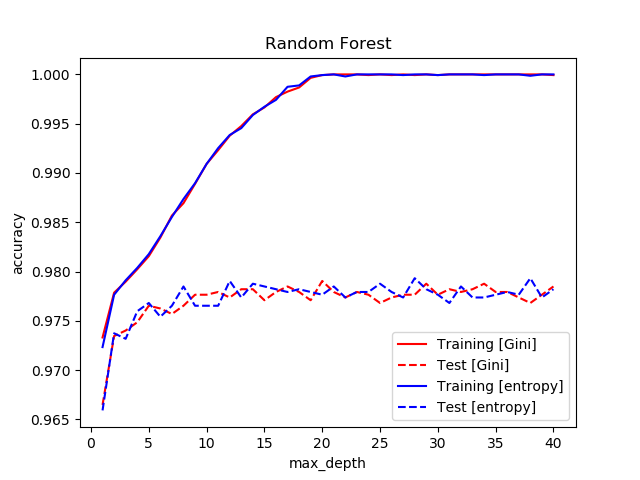 Random Forest
accuracy
1.000
0.995
0.990
0.985
0.980
0.975
0.970
0.965
Training [Gini]
Test [Gini]
Training [entropy]
Test [entropy]
0 5 10 15 20 25 30 35 40
max_depth